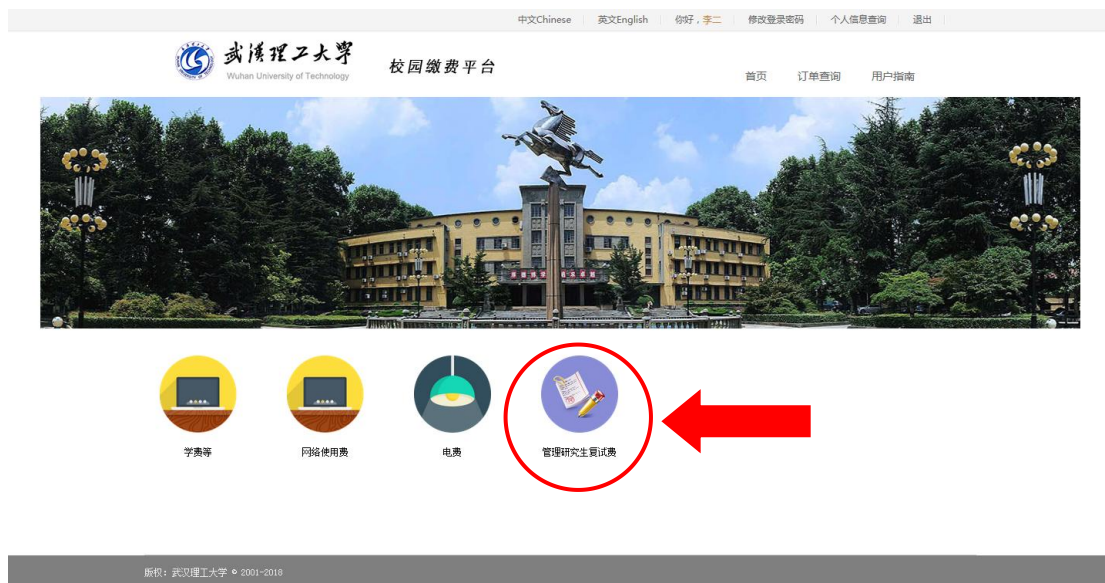 中文Chinese 英文English 你好，李二 修改登录密码 个人信息查询 退出
武汉理工大学
Wuhan University of Technology
校园缴费平台
首页 订单查询 用户指南
学费等 网络使用费 电费 管理研究生复试费
版权：武汉理工大学 © 2001-2018